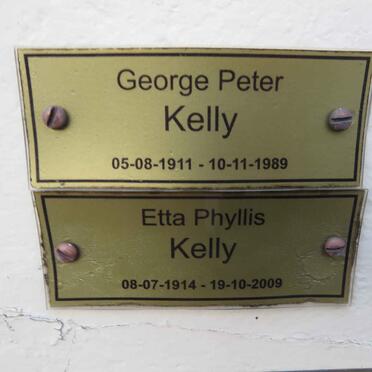 George Peter
Kelly
05-08-1911 - 10-11-1989
Etta Phyllis
Kelly
08-07-1914 - 19-10-2009